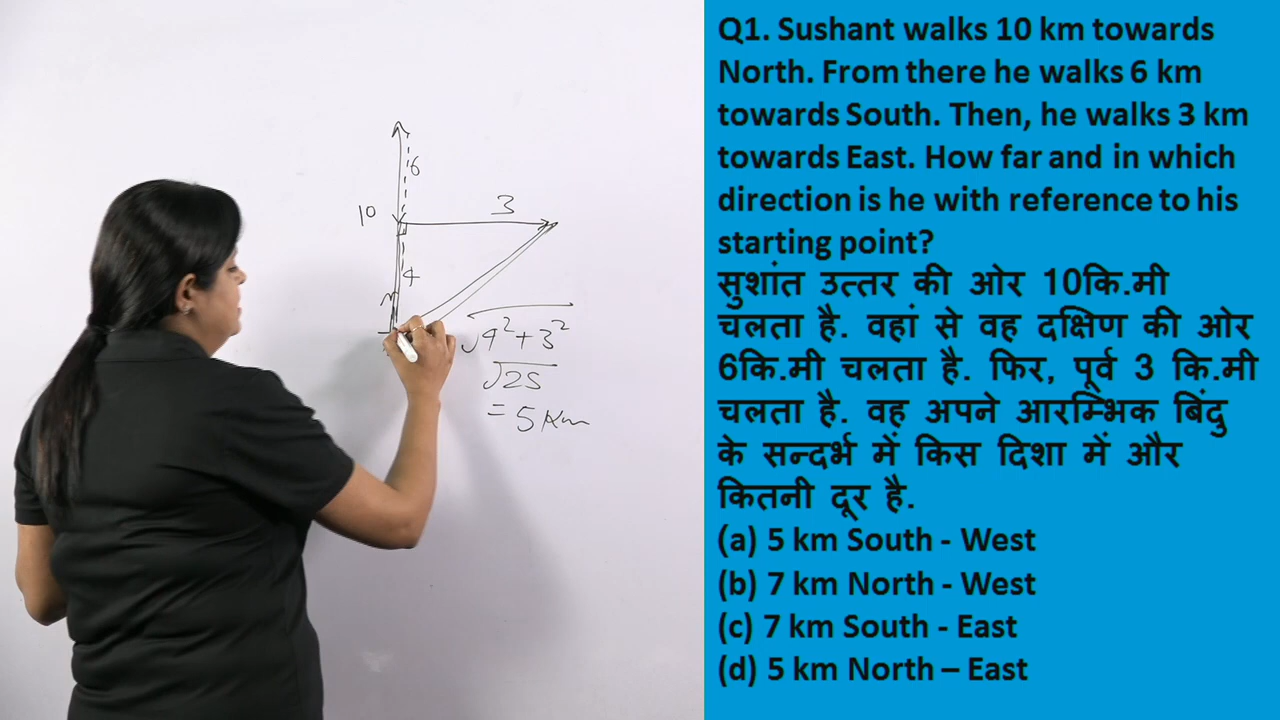 6
3
10
4
√4²+3²
√25
= 5 Km
Q1. Sushant walks 10 km towards
North. From there he walks 6 km
towards South. Then, he walks 3 km
towards East. How far and in which
direction is he with reference to his
starting point?
सुशांत उत्तर की ओर 10कि.मी
चलता है. वहां से वह दक्षिण की ओर
6कि.मी चलता है. फिर, पूर्व 3 कि.मी
चलता है. वह अपने आरम्भिक बिंदु
के सन्दर्भ में किस दिशा में और
कितनी दूर है.
(a) 5 km South - West
(b) 7 km North - West
(c) 7 km South - East
(d) 5 km North – East